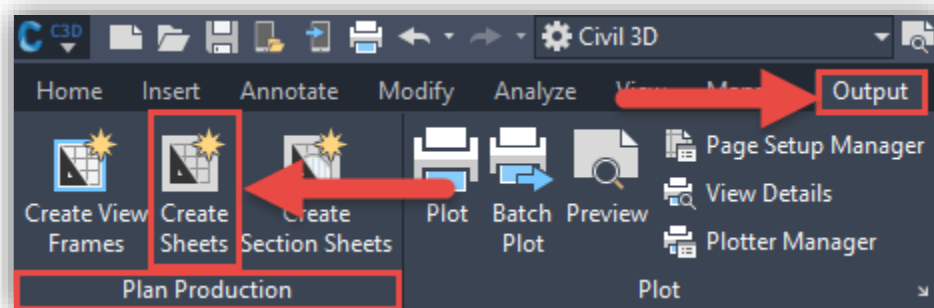 C3D Civil 3D
Home Insert Annotate Modify Analyze View Output
Create View Frames
Create Sheets
Create Section Sheets
Plot
Batch Plot
Preview
Page Setup Manager
View Details
Plotter Manager
Plan Production
Plot